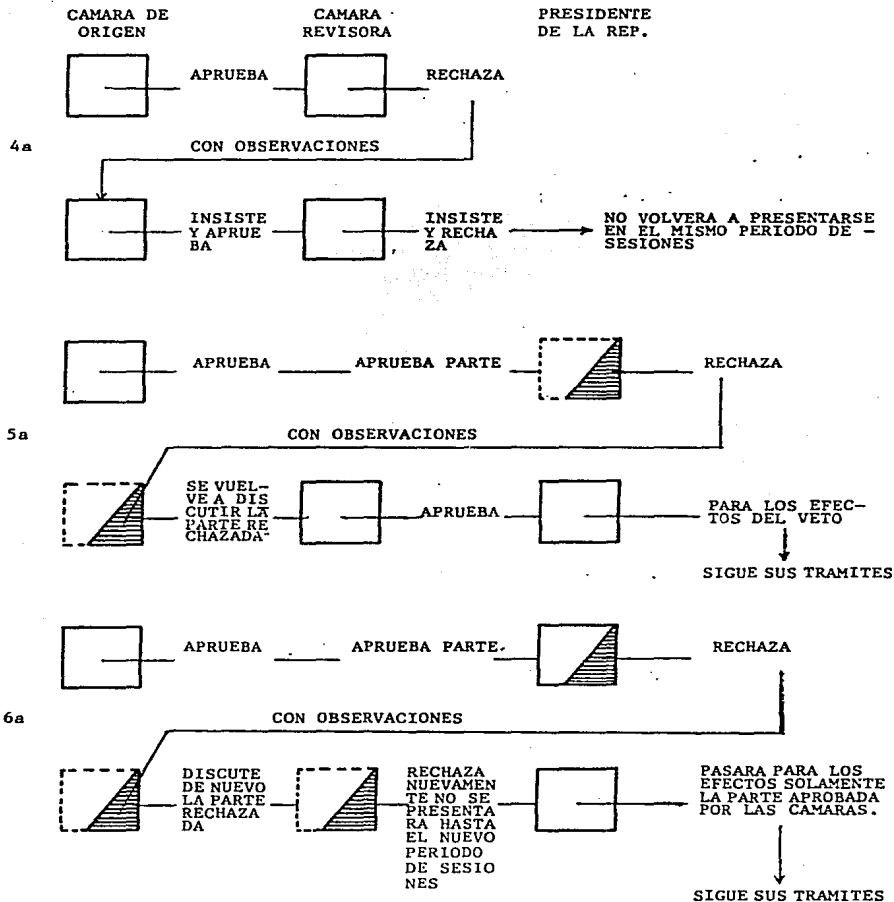 CAMARA DE
ORIGEN
CAMARA
REVISORA
PRESIDENTE
DE LA REP.
APRUEBA
RECHAZA
4a
CON OBSERVACIONES
INSISTE
Y APRUE
BA
INSISTE
Y RECHA
ZA
NO VOLVERA A PRESENTARSE
EN EL MISMO PERIODO DE —
SESIONES
APRUEBA
APRUEBA PARTE
RECHAZA
5a
CON OBSERVACIONES
SE VUEL—
VE A DIS
CUTIR LA
PARTE RE
CHAZADA-
APRUEBA
PARA LOS EFEC—
TOS DEL VETO
SIGUE SUS TRAMITES
APRUEBA
APRUEBA PARTE.
RECHAZA
6a
CON OBSERVACIONES
DISCUTE
DE NUEVO
LA PARTE
RECHAZA
DA
RECHAZA
NUEVAMEN
TE NO SE
PRESENTA
RA HASTA
EL NUEVO
PERIODO
DE SESIO
NES
PASARA PARA LOS
EFECTOS SOLAMENTE
LA PARTE APROBADA
POR LAS CAMARAS.
SIGUE SUS TRAMITES